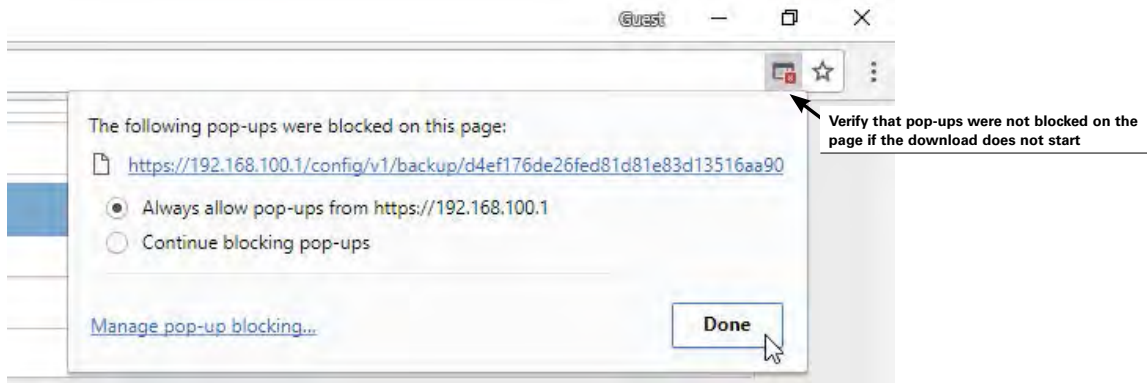 Guest
The following pop-ups were blocked on this page:
https://192.168.100.1/config/v1/backup/d4ef176de26fed81d81e83d13516aa90
Always allow pop-ups from https://192.168.100.1
Continue blocking pop-ups
Manage pop-up blocking...
Done
Verify that pop-ups were not blocked on the
page if the download does not start